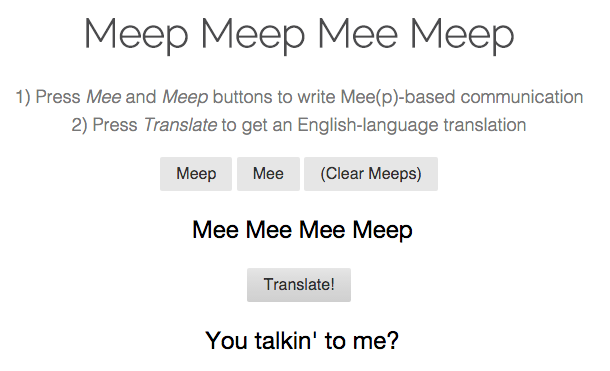 Meep Meep Mee Meep
1) Press Mee and Meep buttons to write Mee(p)-based communication
2) Press Translate to get an English-language translation
Meep Mee (Clear Meeps)
Mee Mee Mee Meep
Translate!
You talkin' to me?